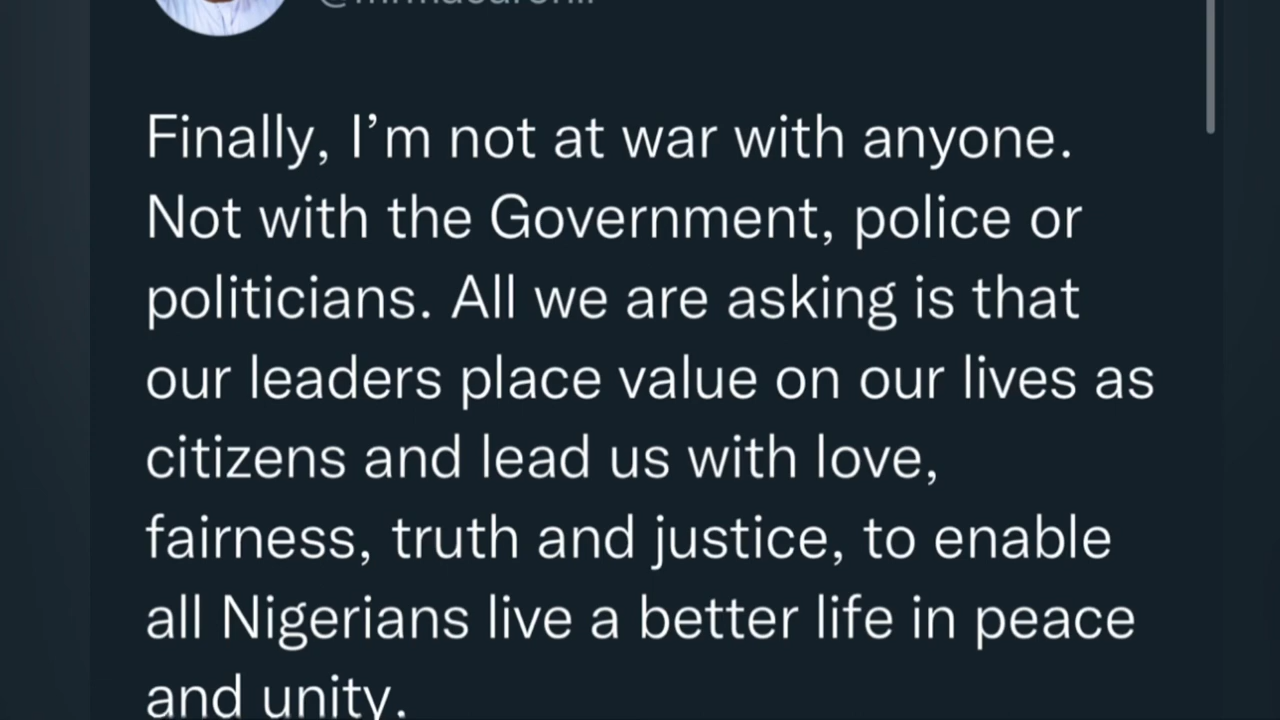 Finally, I’m not at war with anyone.
Not with the Government, police or
politicians. All we are asking is that
our leaders place value on our lives as
citizens and lead us with love,
fairness, truth and justice, to enable
all Nigerians live a better life in peace
and unity.